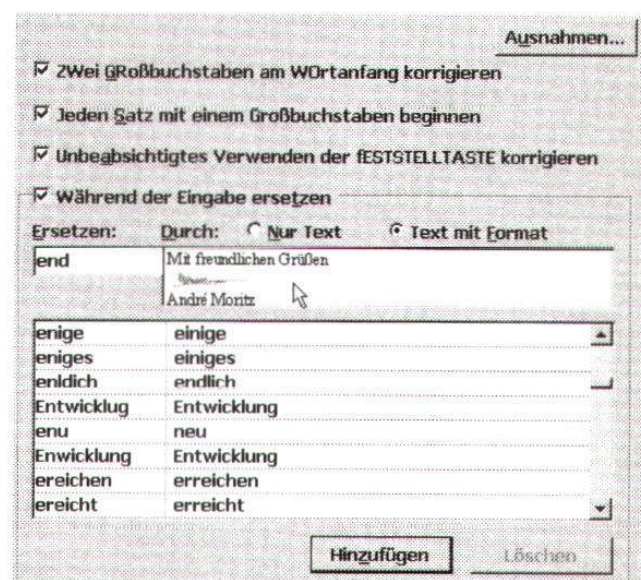 Ausnahmen...
ZWei GRoßbuchstaben am WOrtanfang korrigieren
Jeden Satz mit einem Großbuchstaben beginnen
Unbeabsichtigtes Verwenden der fESTSTELLTASTE korrigieren
Während der Eingabe ersetzen
Ersetzen: Durch: Nur Text Text mit Format
end Mit freundlichen Grüßen
André Moritz
enige einige
eniges einiges
enldich endlich
Entwicklug Entwicklung
enu neu
Enwicklung Entwicklung
ereichen erreichen
ereicht erreicht
Hinzufügen Löschen